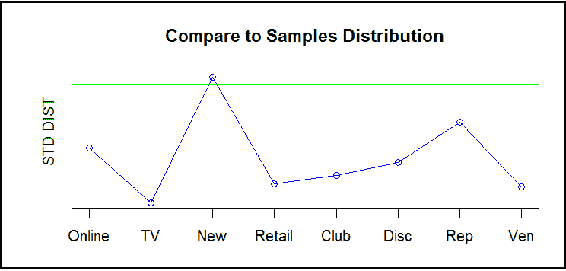 Compare to Samples Distribution
STD DIST
Online TV New Retail Club Disc Rep Ven